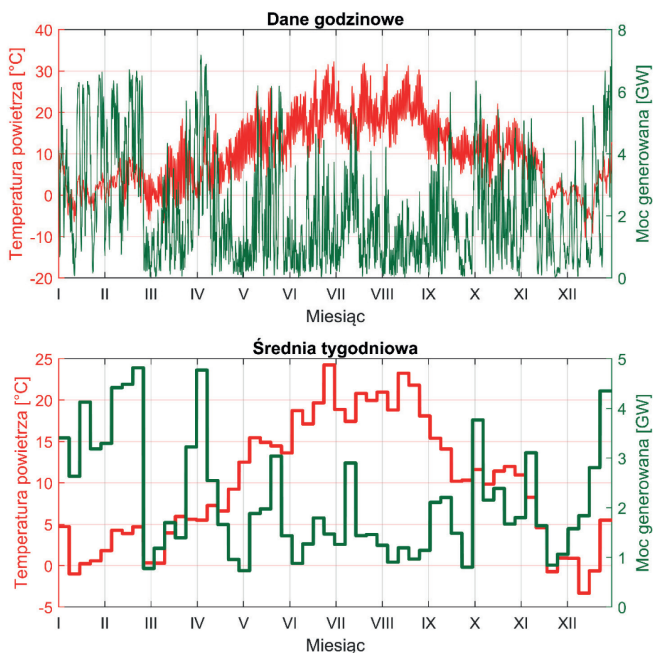 Dane godzinowe
Temperatura powietrza [°C]
40
30
20
10
0
-10
-20
Moc generowana [GW]
8
6
4
2
0
I II III IV V VI VII VIII IX X XI XII
Miesiąc
Średnia tygodniowa
Temperatura powietrza [°C]
25
20
15
10
5
0
-5
Moc generowana [GW]
5
4
3
2
1
0
I II III IV V VI VII VIII IX X XI XII
Miesiąc